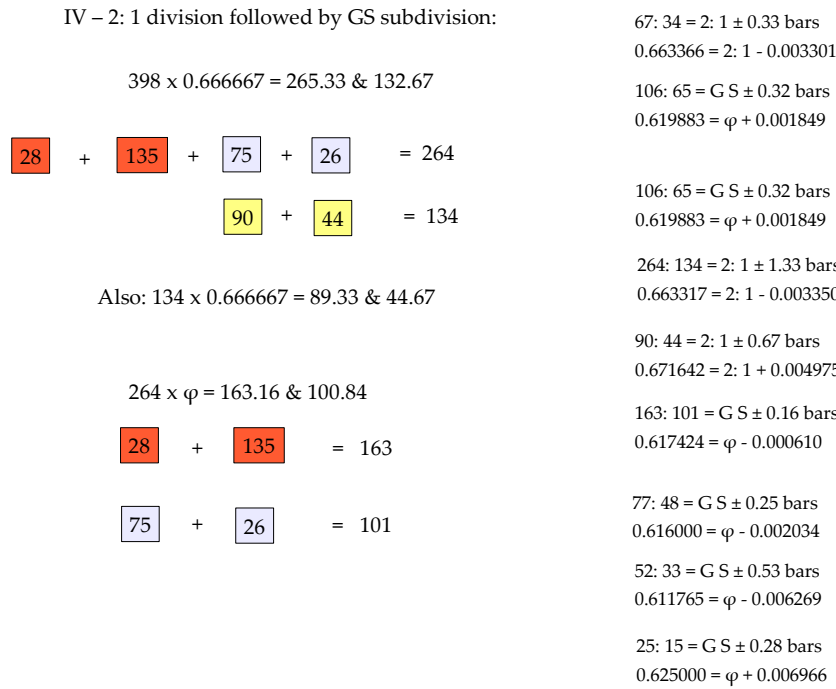 IV – 2: 1 division followed by GS subdivision:
398 x 0.666667 = 265.33 & 132.67
28 + 135 + 75 + 26 = 264
90 + 44 = 134
Also: 134 x 0.666667 = 89.33 & 44.67
264 x φ = 163.16 & 100.84
28 + 135 = 163
75 + 26 = 101
67: 34 = 2: 1 ± 0.33 bars
0.663366 = 2: 1 - 0.003301
106: 65 = G S ± 0.32 bars
0.619883 = φ + 0.001849
106: 65 = G S ± 0.32 bars
0.619883 = φ + 0.001849
264: 134 = 2: 1 ± 1.33 bars
0.663317 = 2: 1 - 0.003350
90: 44 = 2: 1 ± 0.67 bars
0.671642 = 2: 1 + 0.004975
163: 101 = G S ± 0.16 bars
0.617424 = φ - 0.000610
77: 48 = G S ± 0.25 bars
0.616000 = φ - 0.002034
52: 33 = G S ± 0.53 bars
0.611765 = φ - 0.006269
25: 15 = G S ± 0.28 bars
0.625000 = φ + 0.006966